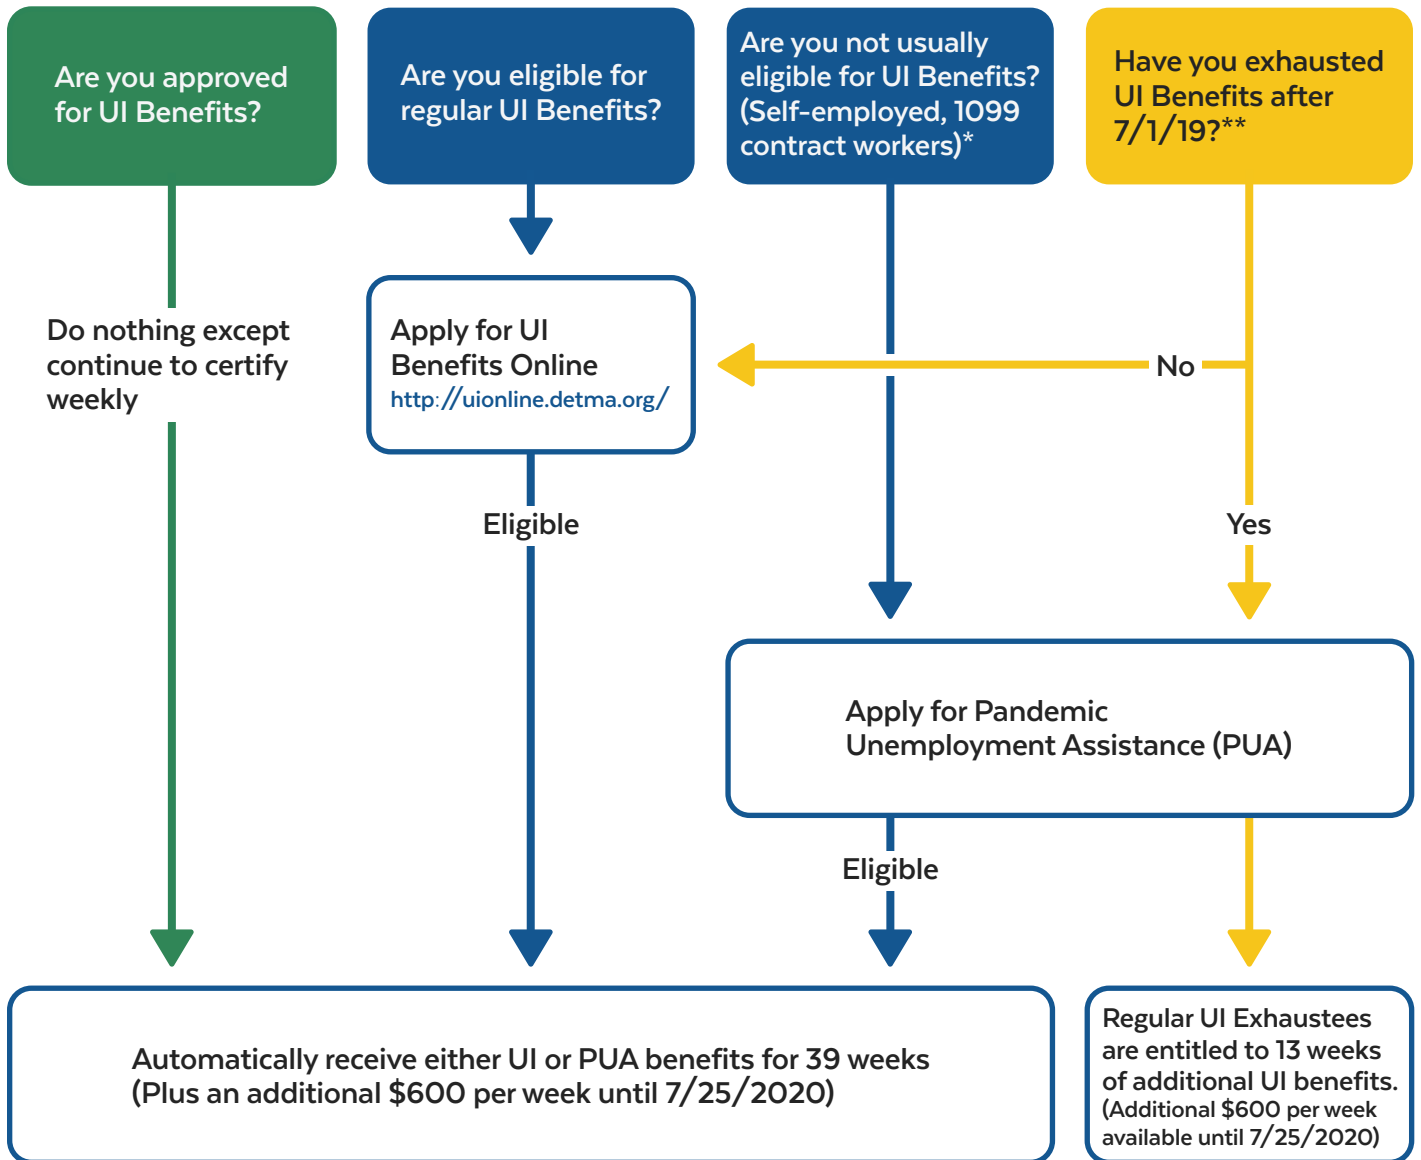 Are you approved
for UI Benefits?
Are you eligible for
regular UI Benefits?
Are you not usually
eligible for UI Benefits?
(Self-employed, 1099
contract workers)*
Have you exhausted
UI Benefits after
7/1/19?**
Do nothing except
continue to certify
weekly
Apply for UI
Benefits Online
http://uionline.detma.org/
No
Eligible
Yes
Apply for Pandemic
Unemployment Assistance (PUA)
Eligible
Automatically receive either UI or PUA benefits for 39 weeks
(Plus an additional $600 per week until 7/25/2020)
Regular UI Exhaustees
are entitled to 13 weeks
of additional UI benefits.
(Additional $600 per week
available until 7/25/2020)